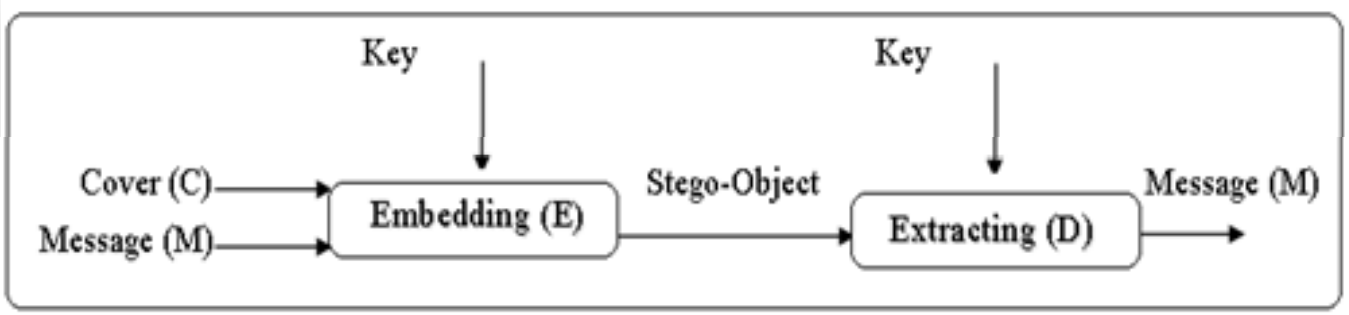 Key
Key
Cover (C)
Message (M)
Embedding (E)
Stego-Object
Extracting (D)
Message (M)